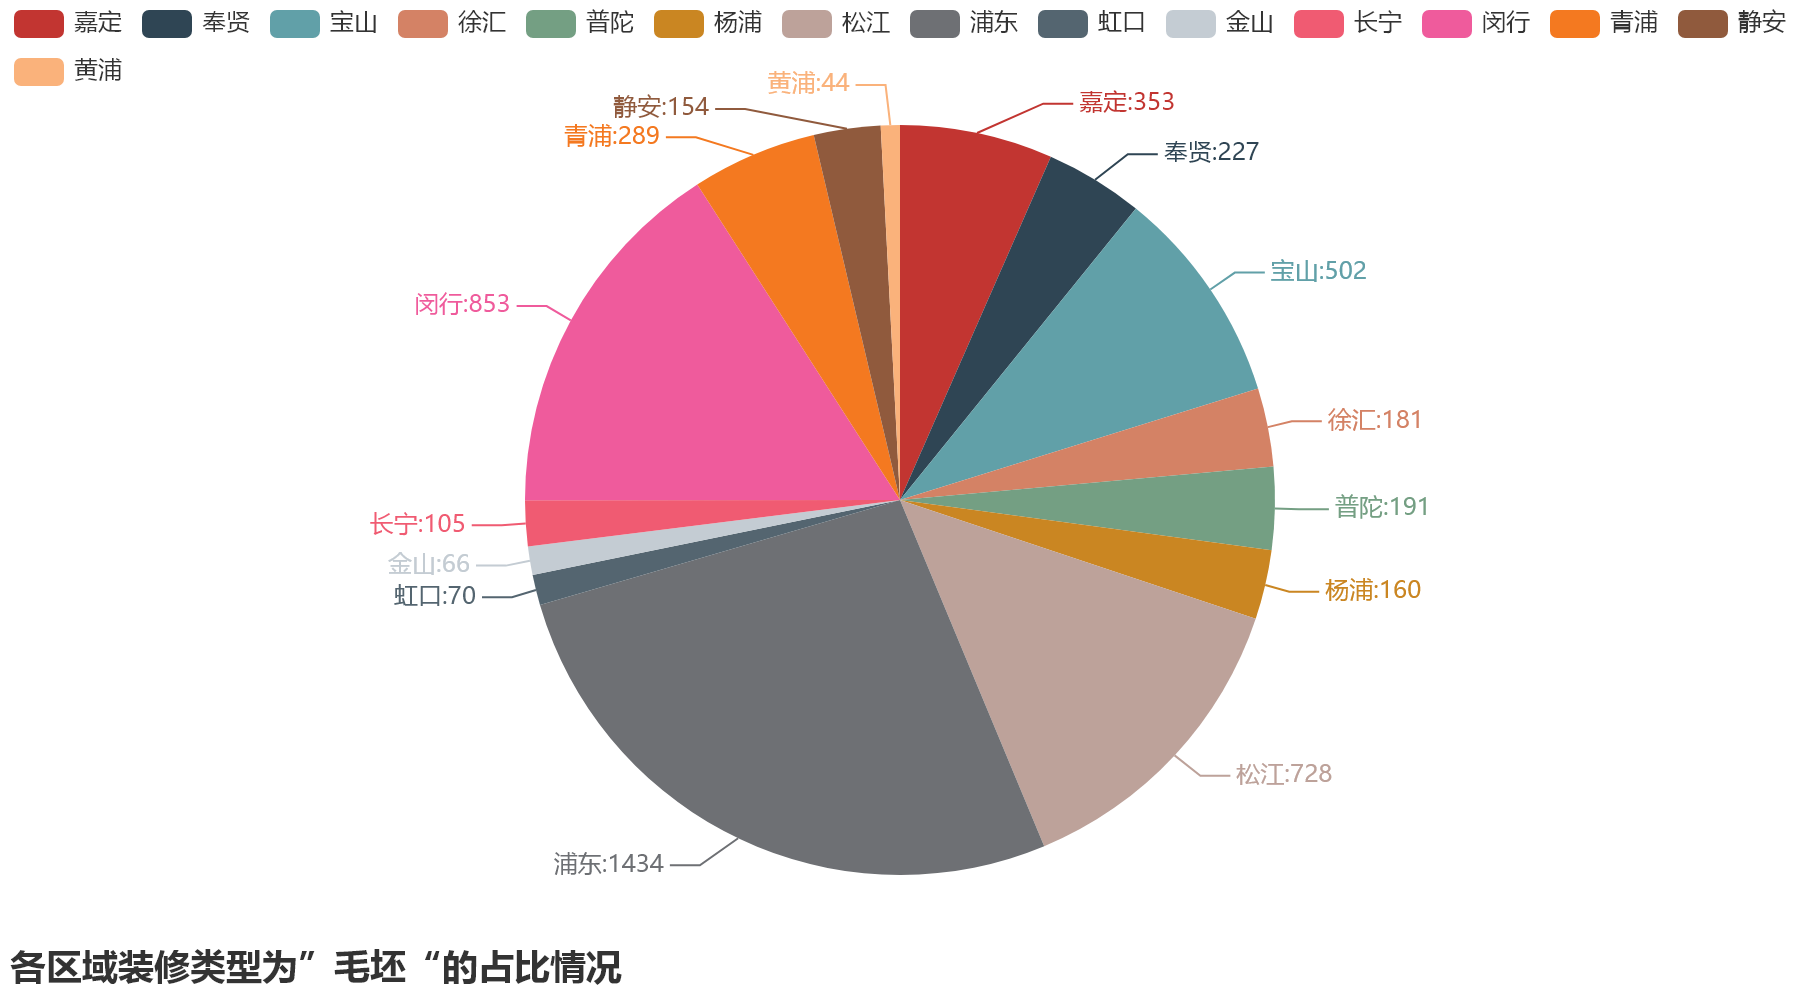 嘉定 奉贤 宝山 徐汇 普陀 杨浦 松江 浦东 虹口 金山 长宁 闵行 青浦 静安
黄浦
黄浦:44
嘉定:353
静安:154
青浦:289
奉贤:227
宝山:502
闵行:853
徐汇:181
普陀:191
长宁:105
金山:66
虹口:70
杨浦:160
松江:728
浦东:1434
各区域装修类型为”毛坯“的占比情况